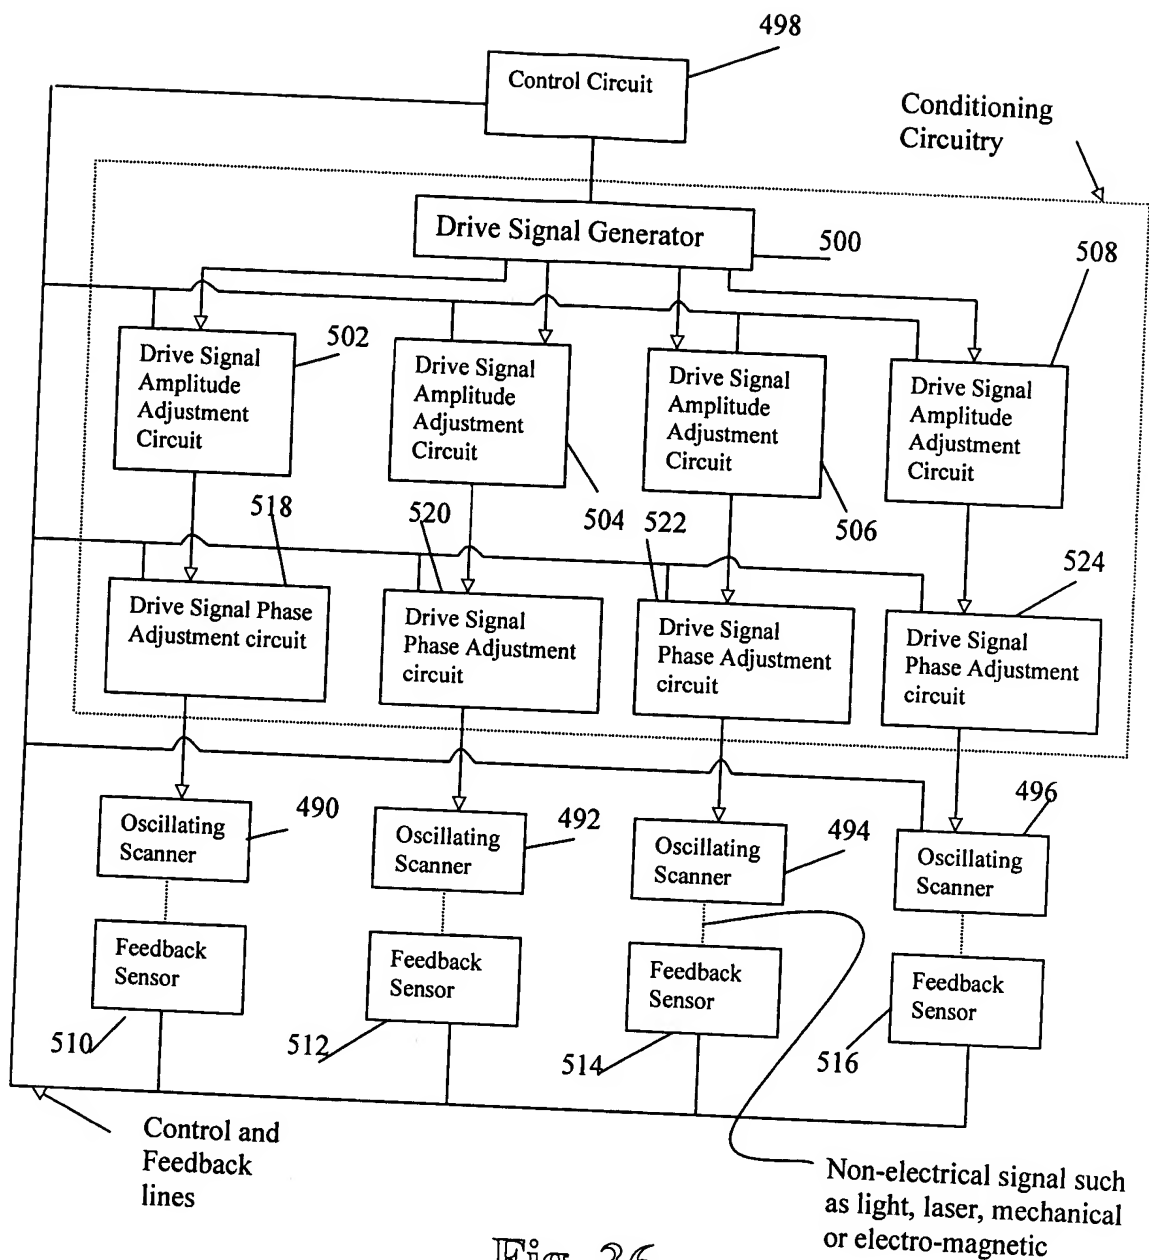 498
Control Circuit
Conditioning
Circuitry
Drive Signal Generator
500
508
502
Drive Signal
Amplitude
Adjustment
Circuit
Drive Signal
Amplitude
Adjustment
Circuit
Drive Signal
Amplitude
Adjustment
Circuit
Drive Signal
Amplitude
Adjustment
Circuit
518
520
504
522
506
524
Drive Signal Phase
Adjustment circuit
Drive Signal
Phase Adjustment
circuit
Drive Signal
Phase Adjustment
circuit
Drive Signal
Phase Adjustment
circuit
490
492
494
496
Oscillating
Scanner
Oscillating
Scanner
Oscillating
Scanner
Oscillating
Scanner
Feedback
Sensor
Feedback
Sensor
Feedback
Sensor
Feedback
Sensor
510
512
514
516
Control and
Feedback
lines
Non-electrical signal such
as light, laser, mechanical
or electro-magnetic
Fig. 26